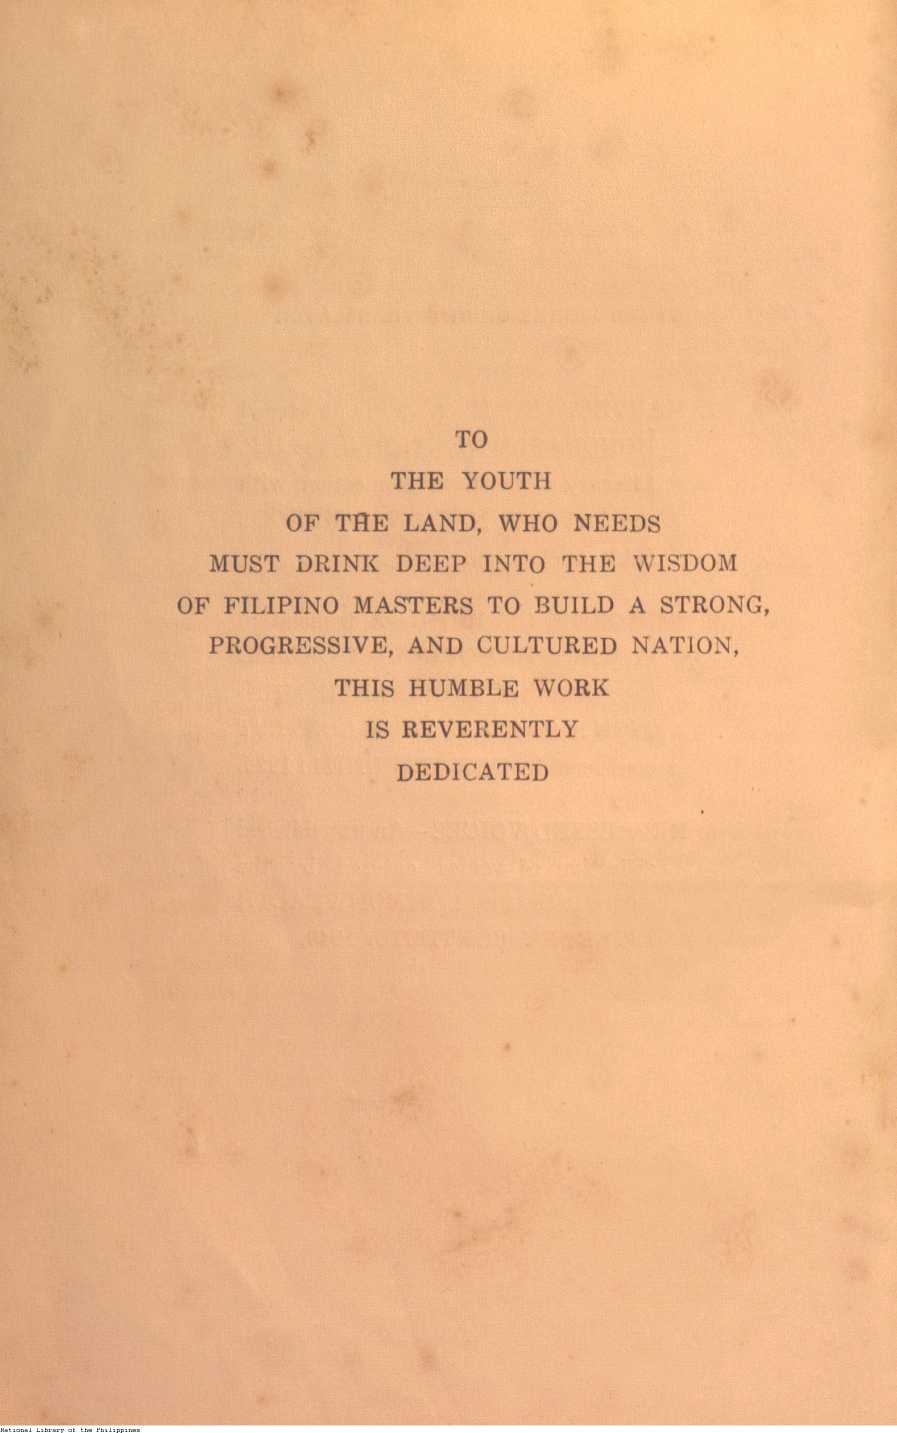 TO
THE YOUTH
OF THE LAND, WHO NEEDS
MUST DRINK DEEP INTO THE WISDOM
OF FILIPINO MASTERS TO BUILD A STRONG,
PROGRESSIVE, AND CULTURED NATION,
THIS HUMBLE WORK
IS REVERENTLY
DEDICATED
National Library of the Philippines